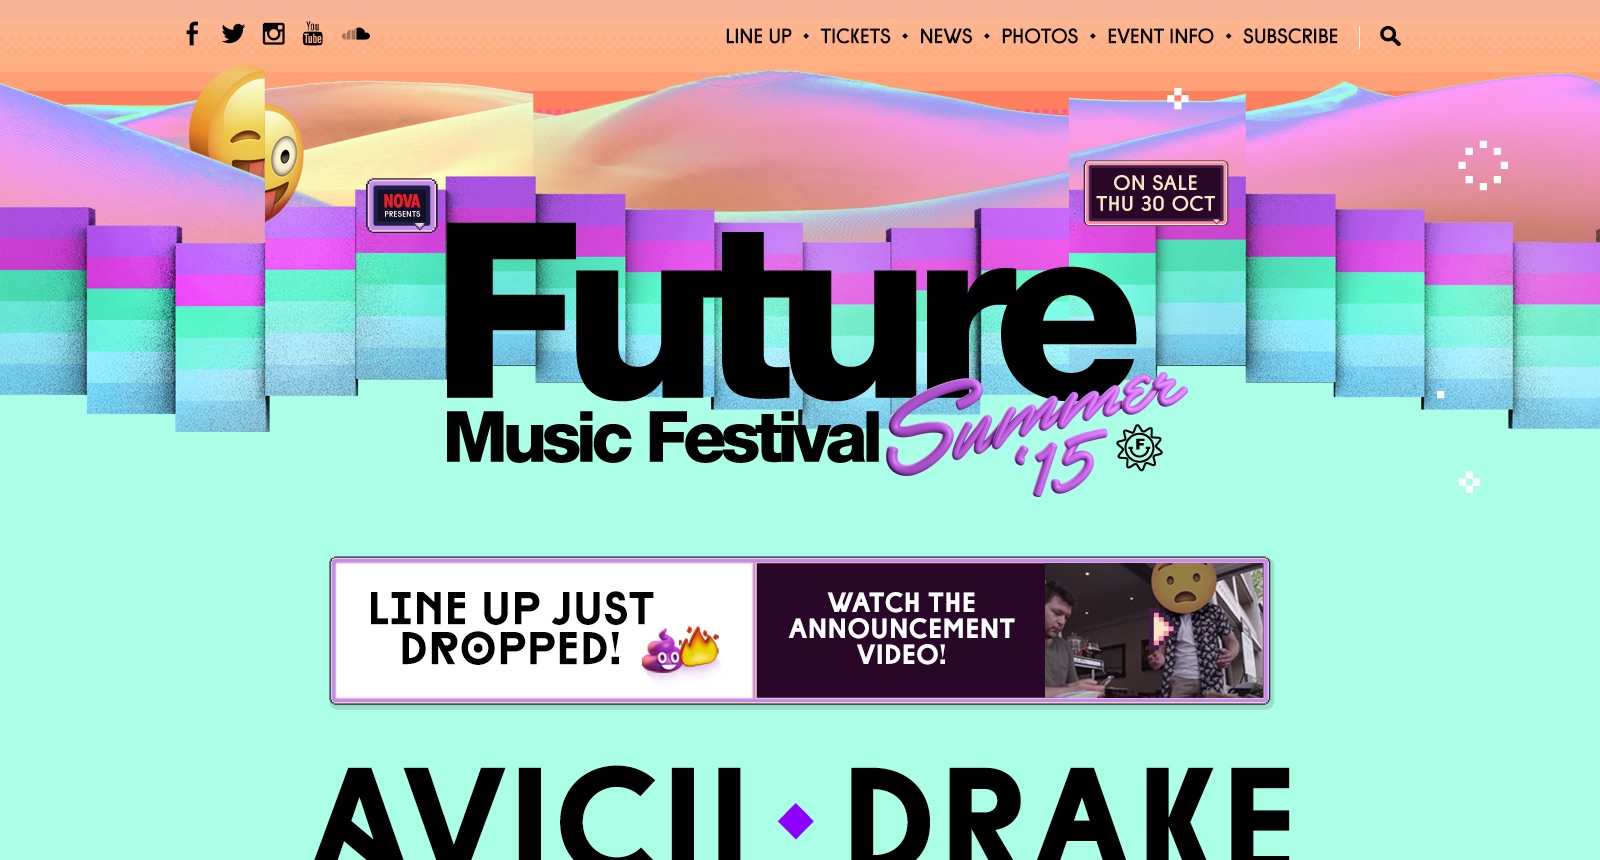 You
Tube
LINE UP • TICKETS • NEWS • PHOTOS • EVENT INFO • SUBSCRIBE
NOVA
PRESENTS
ON SALE
THU 30 OCT
Future
Music Festival
Summer
'15
F
LINE UP JUST
DROPPED!
WATCH THE
ANNOUNCEMENT
VIDEO!
AVICII ◆ DRAKE